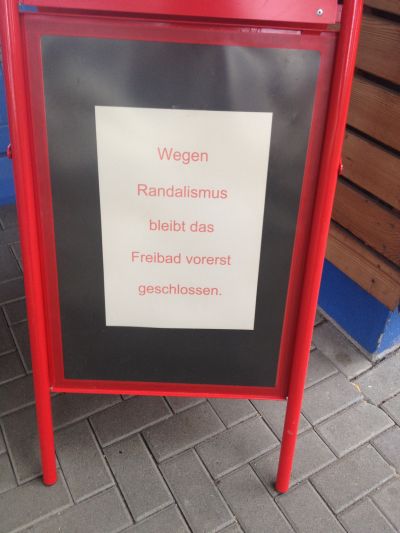 Wegen
Randalismus
bleibt das
Freibad vorerst
geschlossen.